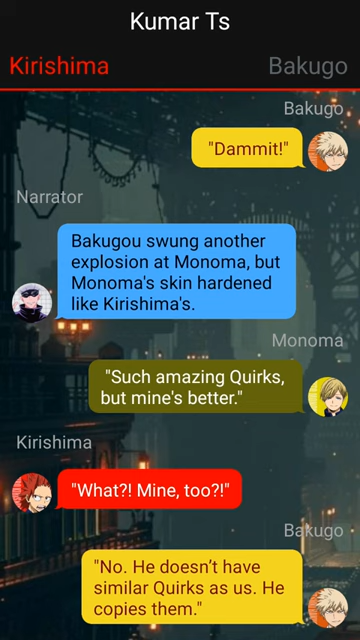 Kumar Ts
Kirishima Bakugo
Bakugo
"Dammit!"
Narrator
Bakugou swung another
explosion at Monoma, but
Monoma's skin hardened
like Kirishima's.
Monoma
"Such amazing Quirks,
but mine's better."
Kirishima
"What?! Mine, too?!"
Bakugo
"No. He doesn't have
similar Quirks as us. He
copies them."